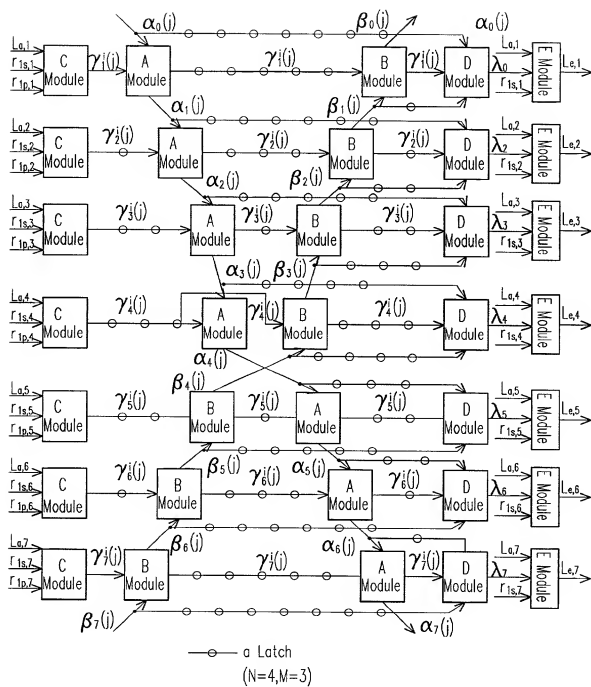 α₀(j) β₀(j) α₀(j)
La,1 r1s,1 r1p,1 C Module γ₁ⁱ(j) A Module γ₁ⁱ(j) B Module γ₁ⁱ(j) D Module La,1 λ₀ r1s,1 E Module Le,1
α₁(j) β₁(j)
La,2 r1s,2 r1p,2 C Module γ₂ⁱ(j) A Module γ₂ⁱ(j) B Module γ₂ⁱ(j) D Module La,2 λ₂ r1s,2 E Module Le,2
α₂(j) β₂(j)
La,3 r1s,3 r1p,3 C Module γ₃ⁱ(j) A Module γ₃ⁱ(j) B Module γ₃ⁱ(j) D Module La,3 λ₃ r1s,3 E Module Le,3
α₃(j) β₃(j)
La,4 r1s,4 r1p,4 C Module γ₄ⁱ(j) A Module γ₄ⁱ(j) B Module γ₄ⁱ(j) D Module La,4 λ₄ r1s,4 E Module Le,4
β₄(j) α₄(j)
La,5 r1s,5 r1p,5 C Module γ₅ⁱ(j) B Module γ₅ⁱ(j) A Module γ₅ⁱ(j) D Module La,5 λ₅ r1s,5 E Module Le,5
β₅(j) α₅(j)
La,6 r1s,6 r1p,6 C Module γ₆ⁱ(j) B Module γ₆ⁱ(j) A Module γ₆ⁱ(j) D Module La,6 λ₆ r1s,6 E Module Le,6
β₆(j) α₆(j)
La,7 r1s,7 r1p,7 C Module γ₇ⁱ(j) B Module γ₇ⁱ(j) A Module γ₇ⁱ(j) D Module La,7 λ₇ r1s,7 E Module Le,7
β₇(j) α₇(j)
a Latch
(N=4,M=3)